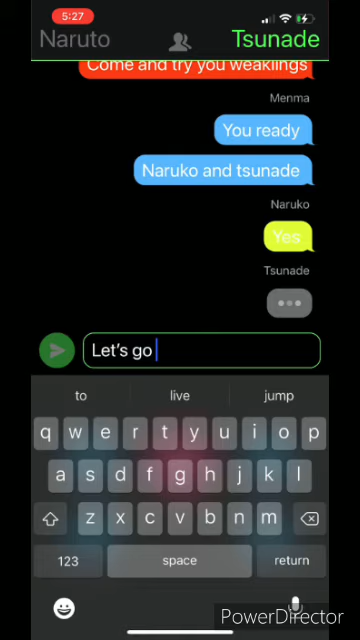 5:27
Naruto
Tsunade
Come and try you weaklings
Menma
You ready
Naruko and tsunade
Naruko
Yes
Tsunade
Let's go
to live jump
q w e r t y u i o p
a s d f g h j k l
z x c v b n m
123 space return
PowerDirector